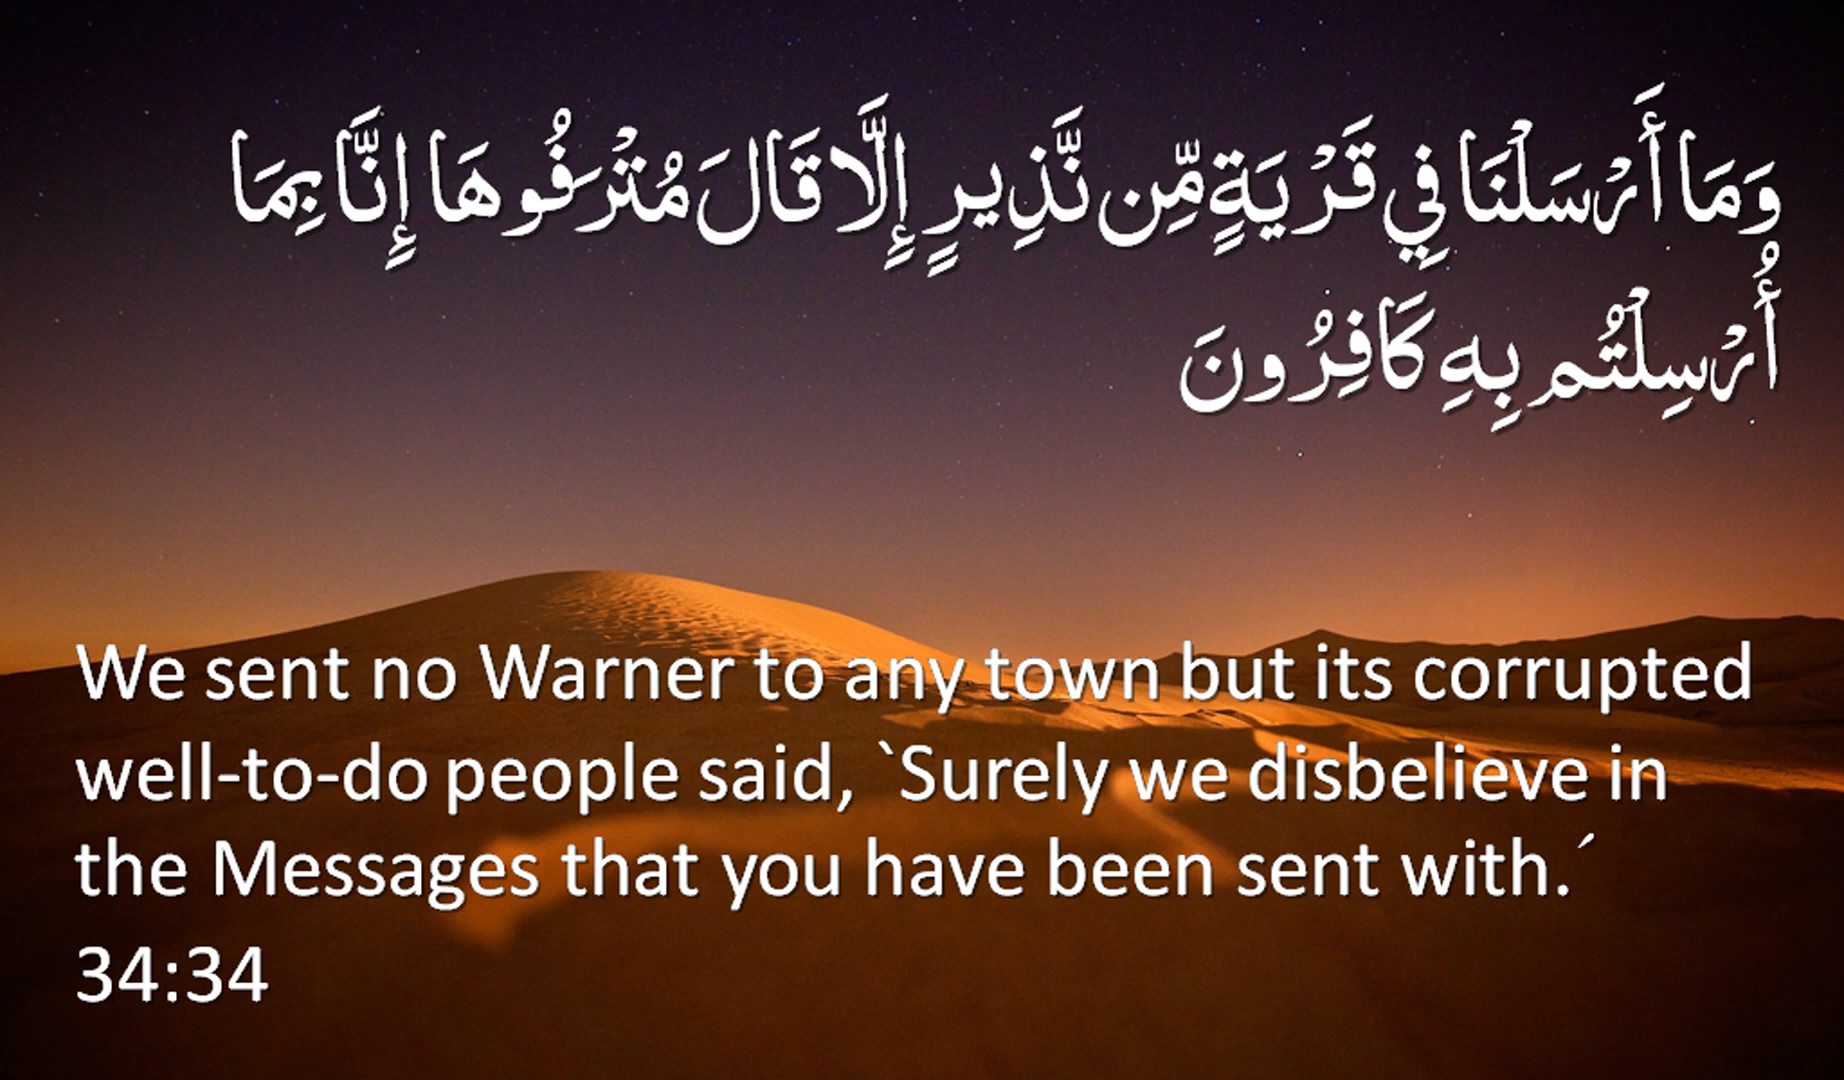 وَمَا أَرْسَلْنَا فِي قَرْيَةٍ مِّن نَّذِيرٍ إِلَّا قَالَ مُتْرَفُوهَا إِنَّا بِمَا
أُرْسِلْتُم بِهِ كَافِرُونَ
We sent no Warner to any town but its corrupted
well-to-do people said, `Surely we disbelieve in
the Messages that you have been sent with.´
34:34